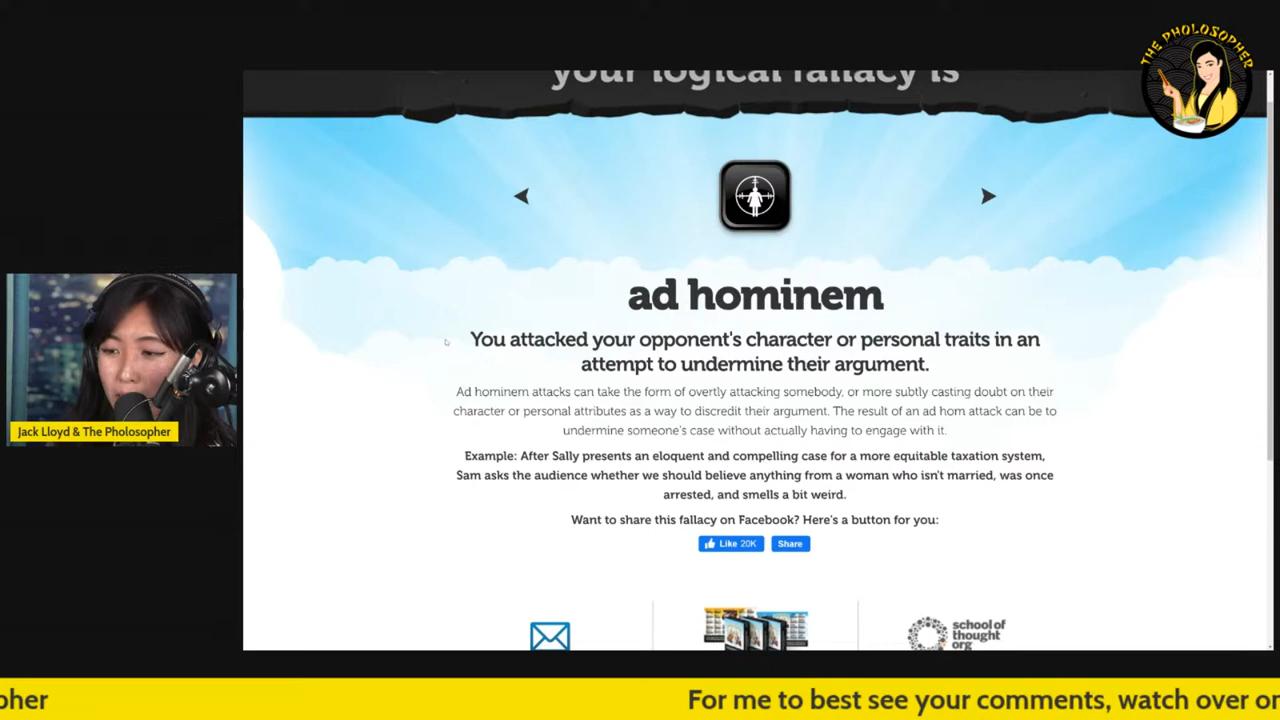 THE PHOLOSOPHER
your logical fallacy is
ad hominem
You attacked your opponent's character or personal traits in an
attempt to undermine their argument.
Ad hominem attacks can take the form of overtly attacking somebody, or more subtly casting doubt on their
character or personal attributes as a way to discredit their argument. The result of an ad hom attack can be to
undermine someone's case without actually having to engage with it.
Example: After Sally presents an eloquent and compelling case for a more equitable taxation system,
Sam asks the audience whether we should believe anything from a woman who isn't married, was once
arrested, and smells a bit weird.
Want to share this fallacy on Facebook? Here's a button for you:
Like 20K
Share
Jack Lloyd & The Pholosopher
school of
thought
org
pher
For me to best see your comments, watch over on